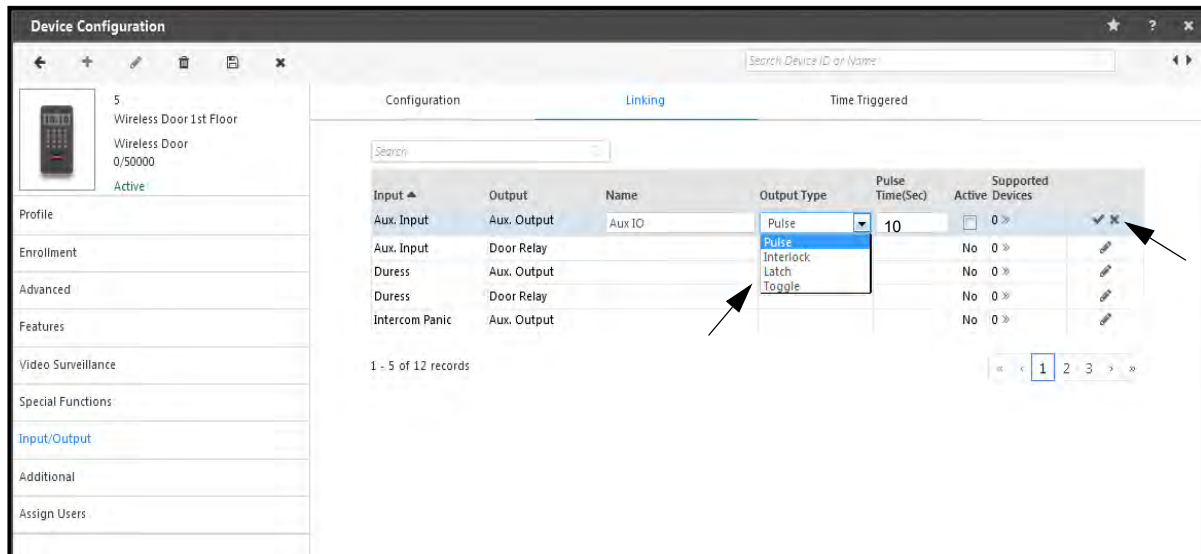 Device Configuration
?
Search Device ID or Name
5
Wireless Door 1st Floor
Wireless Door
0/50000
Active
Profile
Enrollment
Advanced
Features
Video Surveillance
Special Functions
Input/Output
Additional
Assign Users
Configuration Linking Time Triggered
Search
Input Output Name Output Type Pulse Time(Sec) Active Supported Devices
Aux. Input Aux. Output Aux IO Pulse 10 0 »
Pulse
Interlock
Latch
Toggle
Aux. Input Door Relay No 0 »
Duress Aux. Output No 0 »
Duress Door Relay No 0 »
Intercom Panic Aux. Output No 0 »
1 - 5 of 12 records
« ‹ 1 2 3 › »